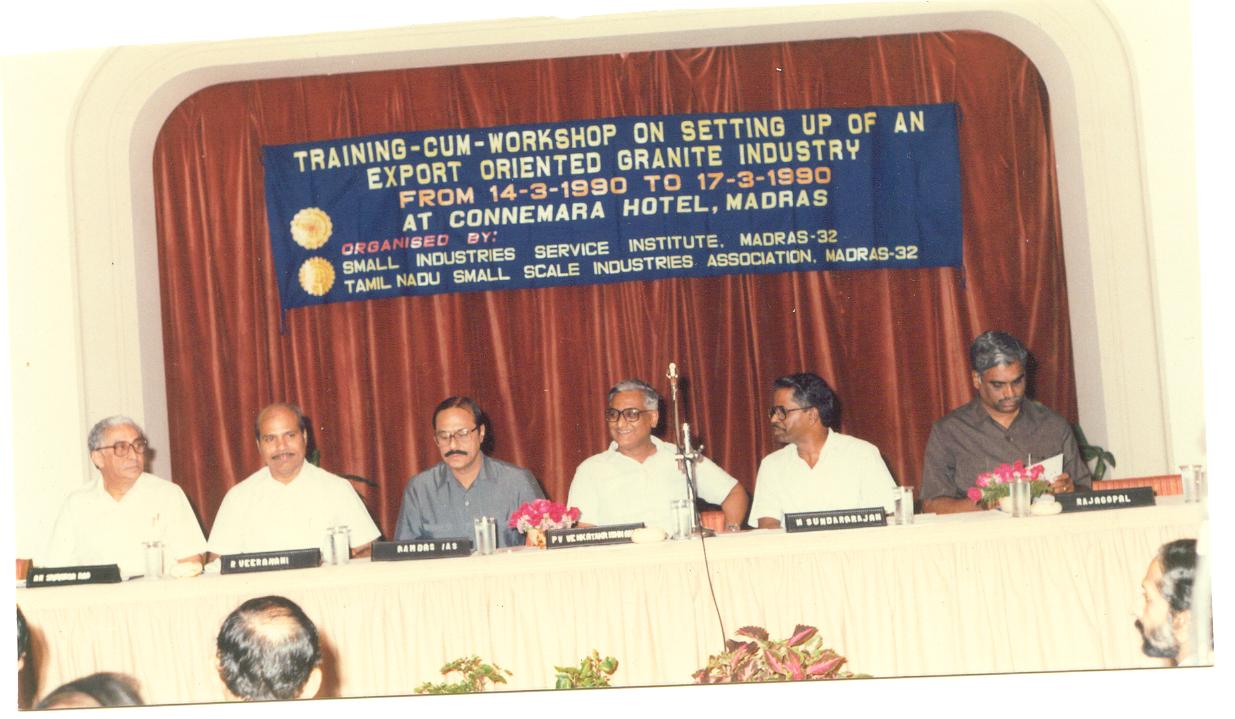 TRAINING-CUM-WORKSHOP ON SETTING UP OF AN
EXPORT ORIENTED GRANITE INDUSTRY
FROM 14-3-1990 TO 17-3-1990
AT CONNEMARA HOTEL, MADRAS
ORGANISED BY:
SMALL INDUSTRIES SERVICE INSTITUTE, MADRAS-32
TAMIL NADU SMALL SCALE INDUSTRIES ASSOCIATION, MADRAS-32
R VEERAMANI
RAMDAS IAS
PV
N SUNDARARAJAN
RAJAGOPAL